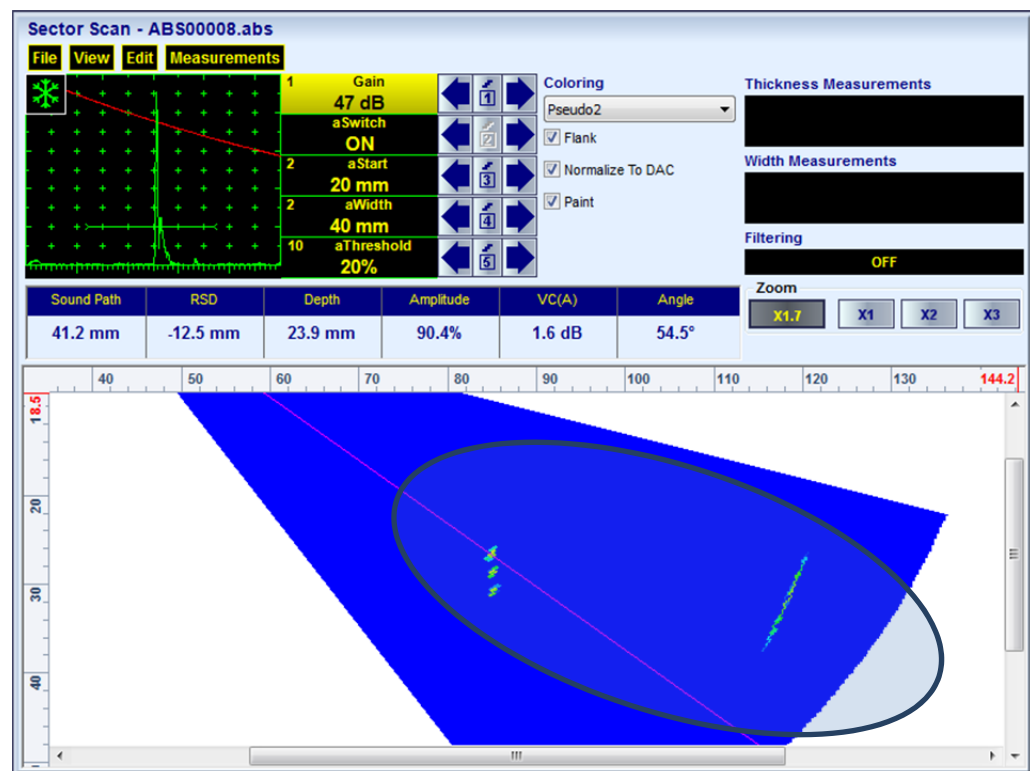 Sector Scan - ABS00008.abs
File View Edit Measurements
1 Gain
47 dB
1
aSwitch
ON
2
2 aStart
20 mm
3
2 aWidth
40 mm
4
10 aThreshold
20%
5
Coloring
Pseudo2
Flank
Normalize To DAC
Paint
Thickness Measurements
Width Measurements
Filtering
OFF
Zoom
X1.7 X1 X2 X3
Sound Path RSD Depth Amplitude VC(A) Angle
41.2 mm -12.5 mm 23.9 mm 90.4% 1.6 dB 54.5°
40 50 60 70 80 90 100 110 120 130 144.2
18.5
20
30
40